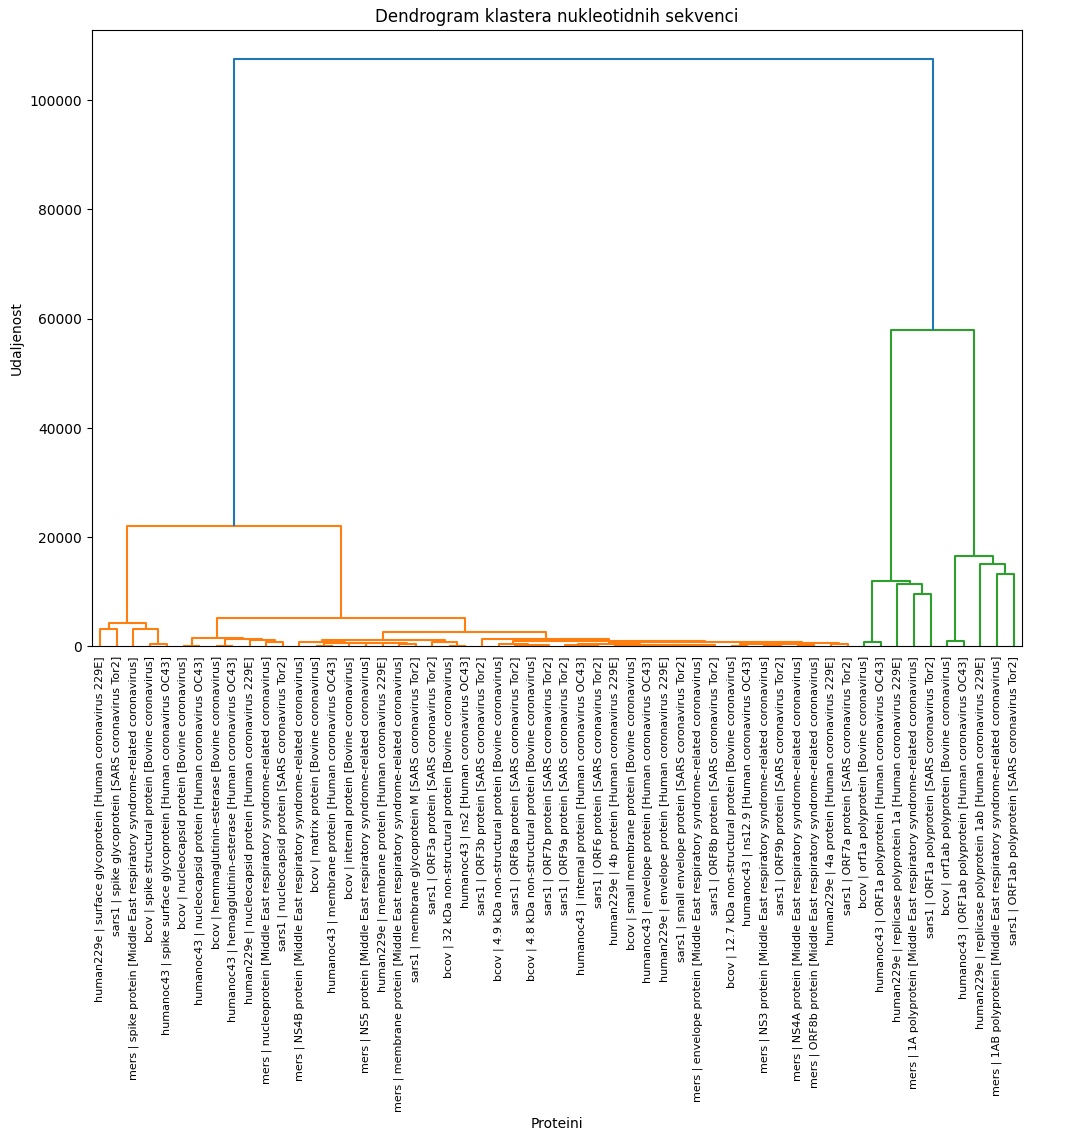 Dendrogram klastera nukleotidnih sekvenci
Udaljenost
100000
80000
60000
40000
20000
0
human229e | surface glycoprotein [Human coronavirus 229E]
sars1 | spike glycoprotein [SARS coronavirus Tor2]
mers | spike protein [Middle East respiratory syndrome-related coronavirus]
bcov | spike structural protein [Bovine coronavirus]
humanoc43 | spike surface glycoprotein [Human coronavirus OC43]
bcov | nucleocapsid protein [Bovine coronavirus]
humanoc43 | nucleocapsid protein [Human coronavirus OC43]
bcov | hemmaglutinin-esterase [Bovine coronavirus]
humanoc43 | hemagglutinin-esterase [Human coronavirus OC43]
human229e | nucleocapsid protein [Human coronavirus 229E]
mers | nucleoprotein [Middle East respiratory syndrome-related coronavirus]
sars1 | nucleocapsid protein [SARS coronavirus Tor2]
mers | NS4B protein [Middle East respiratory syndrome-related coronavirus]
bcov | matrix protein [Bovine coronavirus]
humanoc43 | membrane protein [Human coronavirus OC43]
bcov | internal protein [Bovine coronavirus]
mers | NS5 protein [Middle East respiratory syndrome-related coronavirus]
human229e | membrane protein [Human coronavirus 229E]
mers | membrane protein [Middle East respiratory syndrome-related coronavirus]
sars1 | membrane glycoprotein M [SARS coronavirus Tor2]
sars1 | ORF3a protein [SARS coronavirus Tor2]
bcov | 32 kDa non-structural protein [Bovine coronavirus]
humanoc43 | ns2 [Human coronavirus OC43]
sars1 | ORF3b protein [SARS coronavirus Tor2]
bcov | 4.9 kDa non-structural protein [Bovine coronavirus]
sars1 | ORF8a protein [SARS coronavirus Tor2]
bcov | 4.8 kDa non-structural protein [Bovine coronavirus]
sars1 | ORF7b protein [SARS coronavirus Tor2]
sars1 | ORF9a protein [SARS coronavirus Tor2]
humanoc43 | internal protein [Human coronavirus OC43]
sars1 | ORF6 protein [SARS coronavirus Tor2]
human229e | 4b protein [Human coronavirus 229E]
bcov | small membrane protein [Bovine coronavirus]
humanoc43 | envelope protein [Human coronavirus OC43]
human229e | envelope protein [Human coronavirus 229E]
sars1 | small envelope protein [SARS coronavirus Tor2]
mers | envelope protein [Middle East respiratory syndrome-related coronavirus]
sars1 | ORF8b protein [SARS coronavirus Tor2]
bcov | 12.7 kDa non-structural protein [Bovine coronavirus]
humanoc43 | ns12.9 [Human coronavirus OC43]
mers | NS3 protein [Middle East respiratory syndrome-related coronavirus]
sars1 | ORF9b protein [SARS coronavirus Tor2]
mers | NS4A protein [Middle East respiratory syndrome-related coronavirus]
mers | ORF8b protein [Middle East respiratory syndrome-related coronavirus]
human229e | 4a protein [Human coronavirus 229E]
sars1 | ORF7a protein [SARS coronavirus Tor2]
bcov | orf1a polyprotein [Bovine coronavirus]
humanoc43 | ORF1a polyprotein [Human coronavirus OC43]
human229e | replicase polyprotein 1a [Human coronavirus 229E]
mers | 1A polyprotein [Middle East respiratory syndrome-related coronavirus]
sars1 | ORF1a polyprotein [SARS coronavirus Tor2]
bcov | orf1ab polyprotein [Bovine coronavirus]
humanoc43 | ORF1ab polyprotein [Human coronavirus OC43]
human229e | replicase polyprotein 1ab [Human coronavirus 229E]
mers | 1AB polyprotein [Middle East respiratory syndrome-related coronavirus]
sars1 | ORF1ab polyprotein [SARS coronavirus Tor2]
Proteini